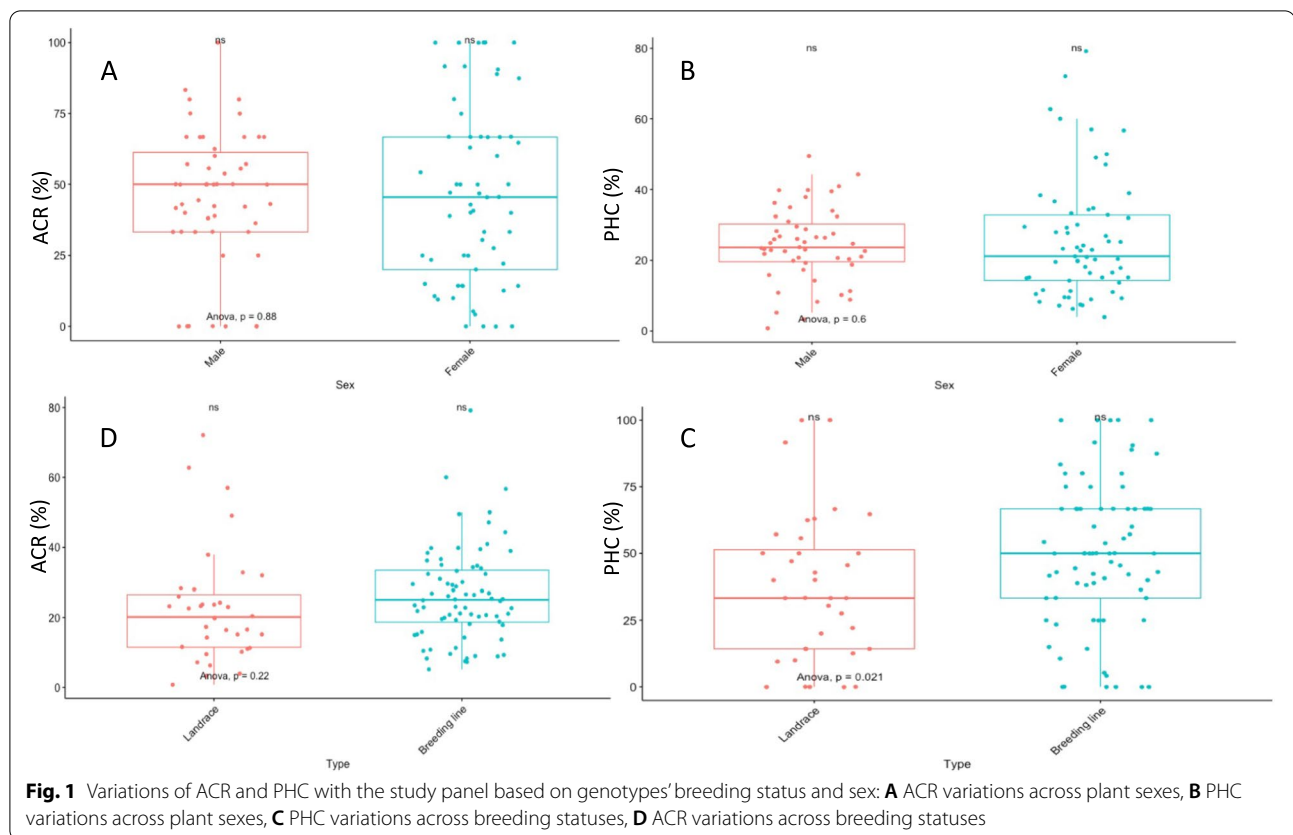 A
ACR (%)
100
75
50
25
0
ns
ns
Anova, p = 0.88
Male
Female
Sex
B
PHC (%)
80
60
40
20
0
ns
ns
Anova, p = 0.6
Male
Female
Sex
D
ACR (%)
80
60
40
20
0
ns
ns
Anova, p = 0.22
Landrace
Breeding line
Type
C
PHC (%)
100
75
50
25
0
ns
ns
Anova, p = 0.021
Landrace
Breeding line
Type
Fig. 1 Variations of ACR and PHC with the study panel based on genotypes' breeding status and sex: A ACR variations across plant sexes, B PHC
variations across plant sexes, C PHC variations across breeding statuses, D ACR variations across breeding statuses